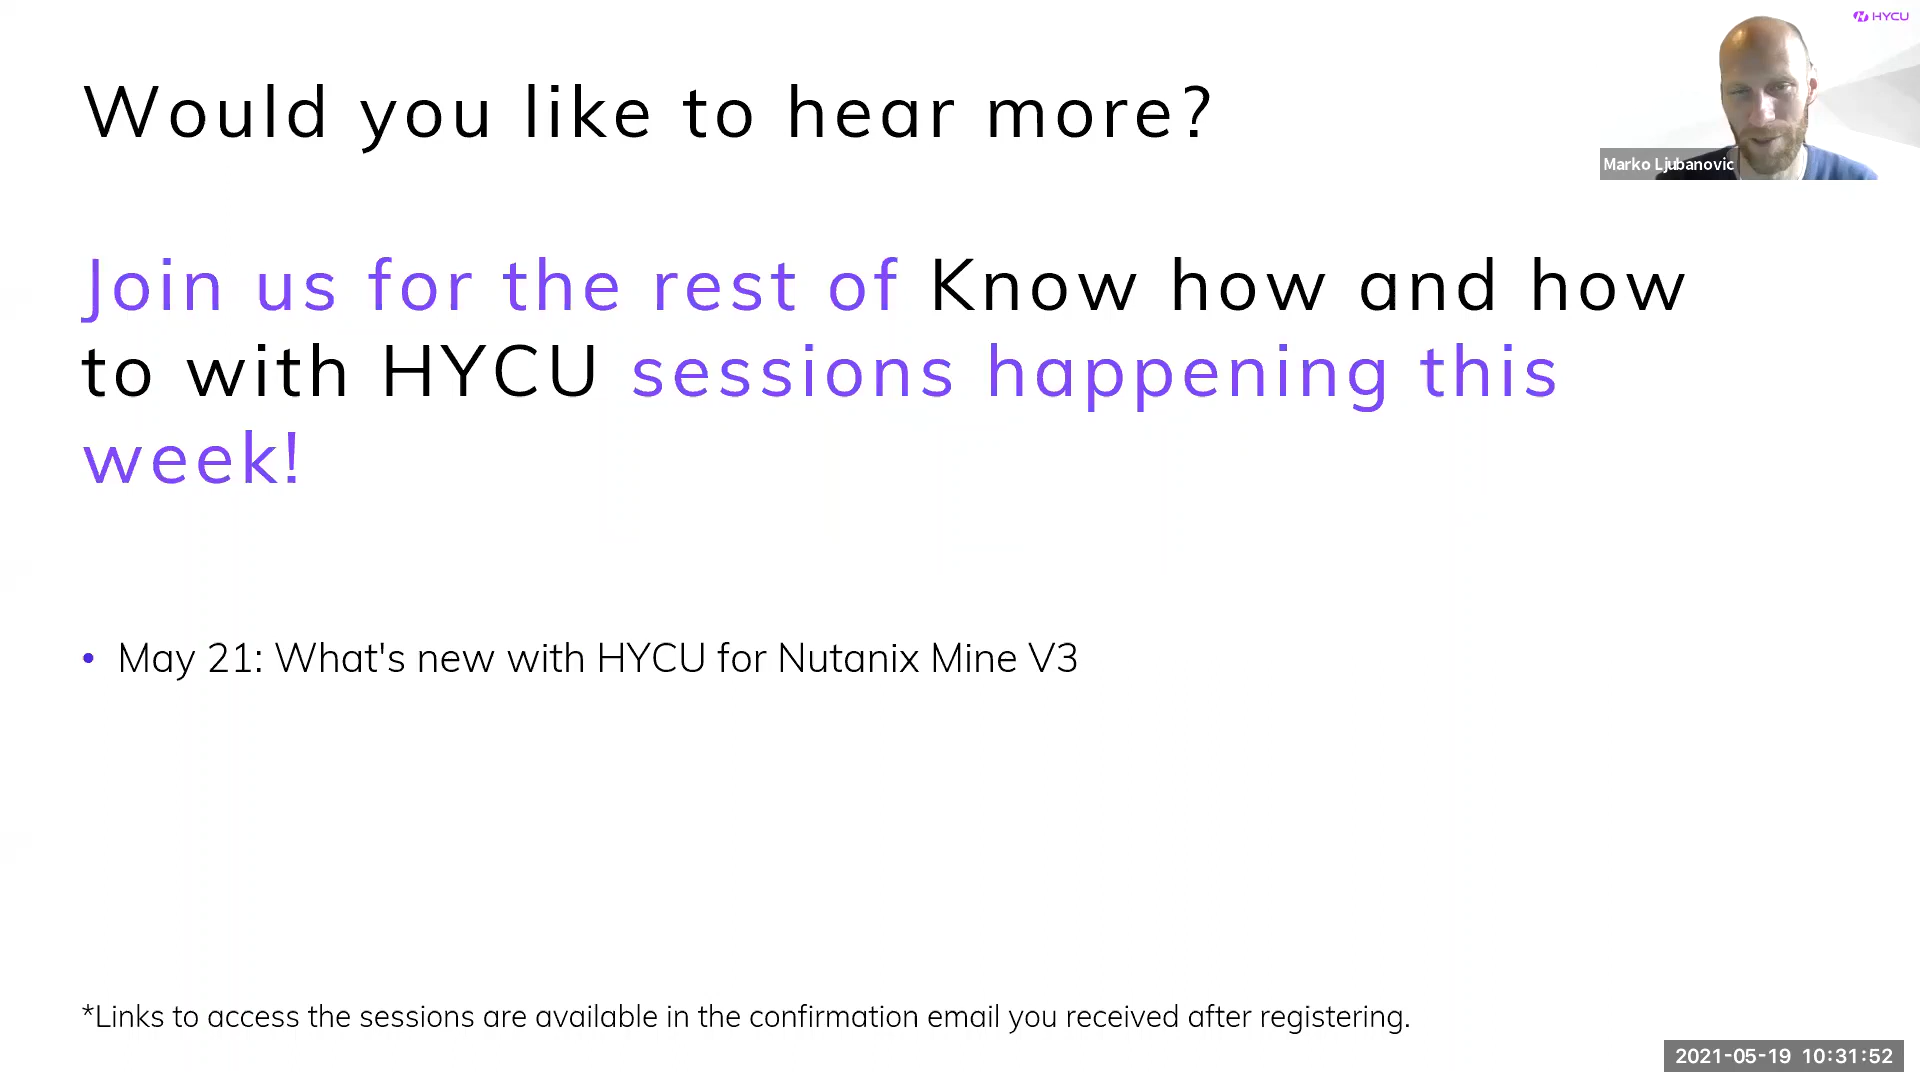 HYCU
Would you like to hear more?
Marko Ljubanovic
Join us for the rest of Know how and how
to with HYCU sessions happening this
week!
• May 21: What's new with HYCU for Nutanix Mine V3
*Links to access the sessions are available in the confirmation email you received after registering.
2021-05-19 10:31:52